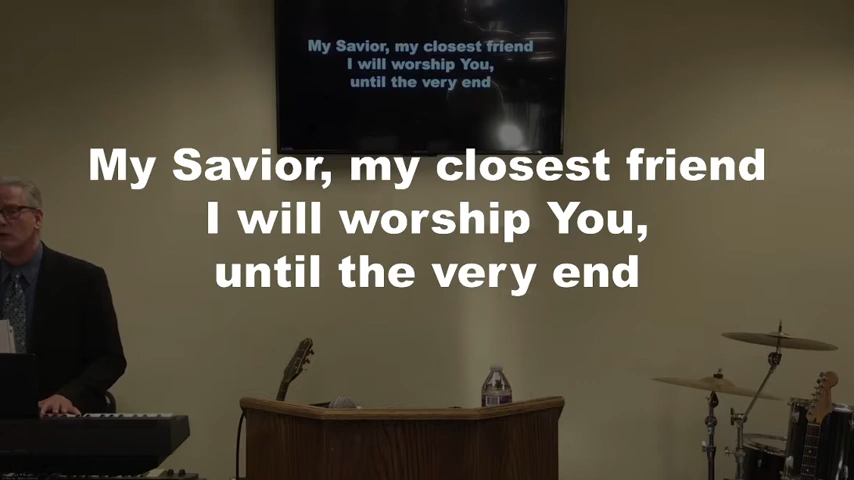 My Savior, my closest friend
I will worship You,
until the very end
My Savior, my closest friend
I will worship You,
until the very end